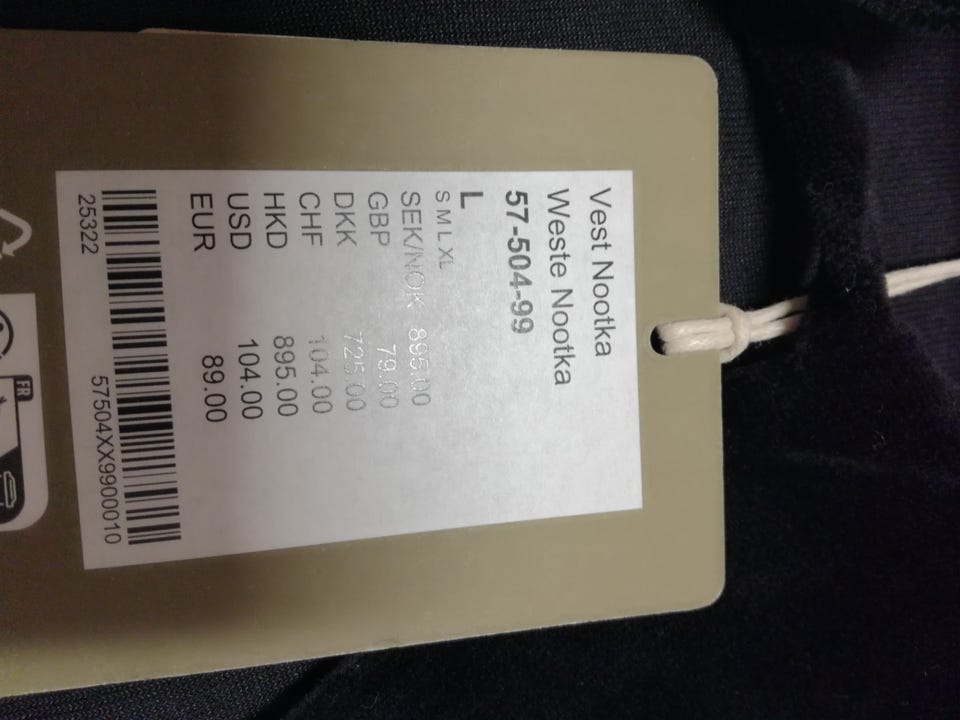 Vest Nootka
Weste Nootka
57-504-99
L
S M L XL
SEK/NOK 895.00
GBP 79.00
DKK 725.00
CHF 104.00
HKD 895.00
USD 104.00
EUR 89.00
25322 57504XX9900010
FR